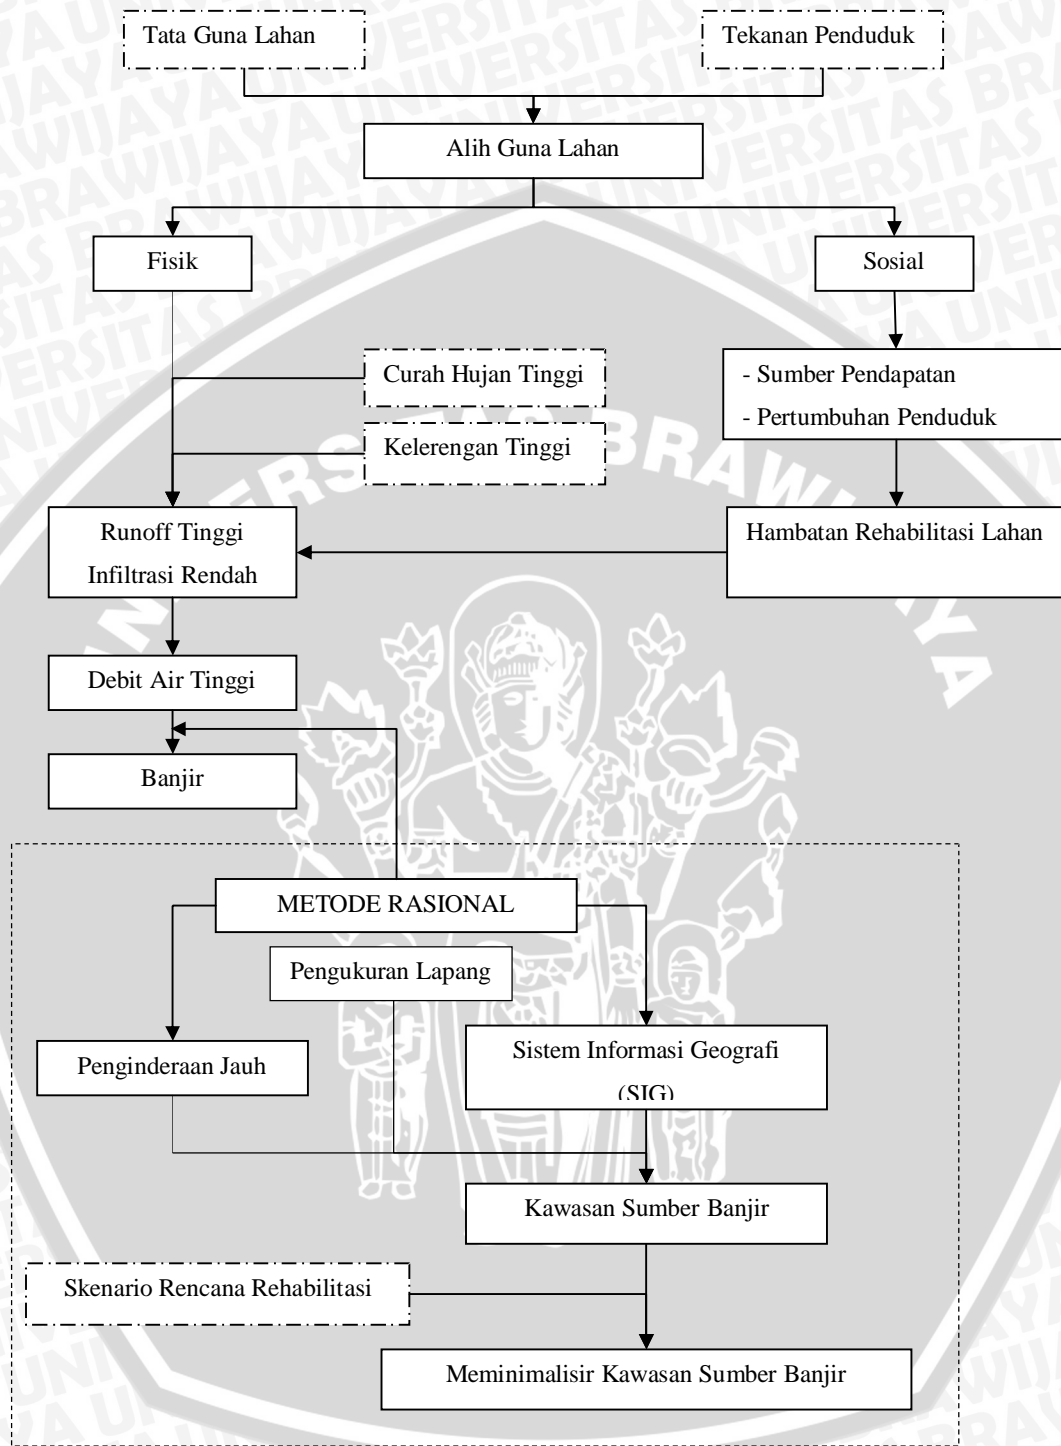 Tata Guna Lahan
Tekanan Penduduk
Alih Guna Lahan
Fisik
Sosial
Curah Hujan Tinggi
- Sumber Pendapatan
- Pertumbuhan Penduduk
Kelerengan Tinggi
Runoff Tinggi
Infiltrasi Rendah
Hambatan Rehabilitasi Lahan
Debit Air Tinggi
Banjir
METODE RASIONAL
Pengukuran Lapang
Penginderaan Jauh
Sistem Informasi Geografi
(SIG)
Kawasan Sumber Banjir
Skenario Rencana Rehabilitasi
Meminimalisir Kawasan Sumber Banjir
UNIVERSITAS BRAWIJAYA